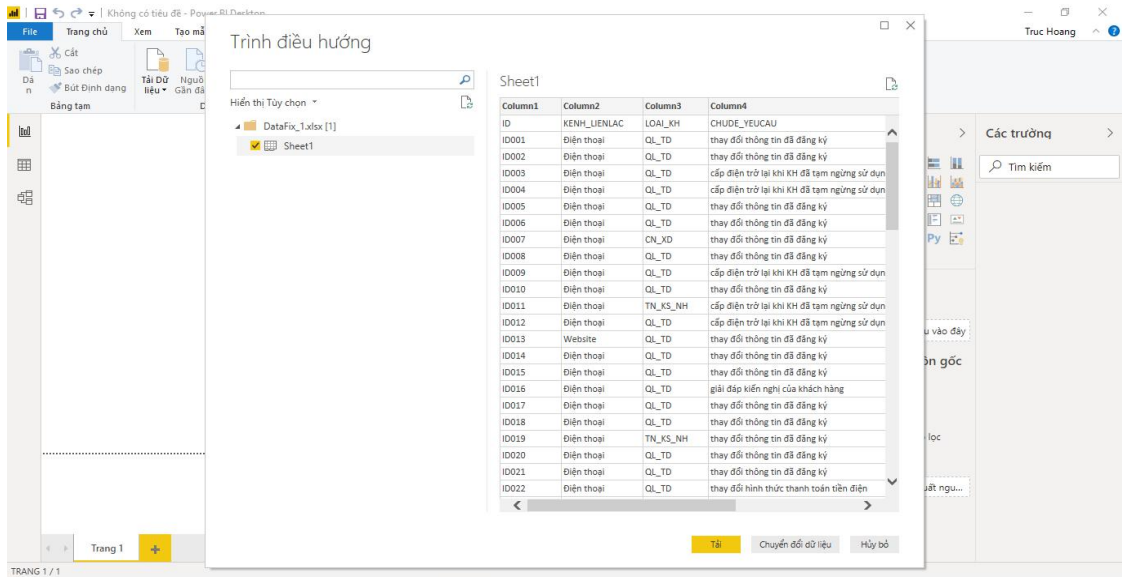 Không có tiêu đề - Power BI Desktop
File Trang chủ Xem Tạo
Truc Hoang
Dán
Cắt
Sao chép
Bút Định dạng
Bảng tạm
Tải Dữ liệu
Trình điều hướng
Hiển thị Tùy chọn
DataFix_1.xlsx [1]
Sheet1
Sheet1
Column1 Column2 Column3 Column4
ID KENH_LIENLAC LOAI_KH CHUDE_YEUCAU
ID001 Điện thoại QL_TD thay đổi thông tin đã đăng ký
ID002 Điện thoại QL_TD thay đổi thông tin đã đăng ký
ID003 Điện thoại QL_TD cấp điện trở lại khi KH đã tạm ngừng sử dụn
ID004 Điện thoại QL_TD cấp điện trở lại khi KH đã tạm ngừng sử dụn
ID005 Điện thoại QL_TD thay đổi thông tin đã đăng ký
ID006 Điện thoại QL_TD thay đổi thông tin đã đăng ký
ID007 Điện thoại CN_XD thay đổi thông tin đã đăng ký
ID008 Điện thoại QL_TD thay đổi thông tin đã đăng ký
ID009 Điện thoại QL_TD cấp điện trở lại khi KH đã tạm ngừng sử dụn
ID010 Điện thoại QL_TD thay đổi thông tin đã đăng ký
ID011 Điện thoại TN_KS_NH cấp điện trở lại khi KH đã tạm ngừng sử dụn
ID012 Điện thoại QL_TD cấp điện trở lại khi KH đã tạm ngừng sử dụn
ID013 Website QL_TD thay đổi thông tin đã đăng ký
ID014 Điện thoại QL_TD thay đổi thông tin đã đăng ký
ID015 Điện thoại QL_TD thay đổi thông tin đã đăng ký
ID016 Điện thoại QL_TD giải đáp kiến nghị của khách hàng
ID017 Điện thoại QL_TD thay đổi thông tin đã đăng ký
ID018 Điện thoại QL_TD thay đổi thông tin đã đăng ký
ID019 Điện thoại TN_KS_NH thay đổi thông tin đã đăng ký
ID020 Điện thoại QL_TD thay đổi thông tin đã đăng ký
ID021 Điện thoại QL_TD thay đổi thông tin đã đăng ký
ID022 Điện thoại QL_TD thay đổi hình thức thanh toán tiền điện
Tải Chuyển đổi dữ liệu Hủy bỏ
Các trường
Tìm kiếm
Py
vào đây
gốc
lọc
Trang 1
TRANG 1 / 1